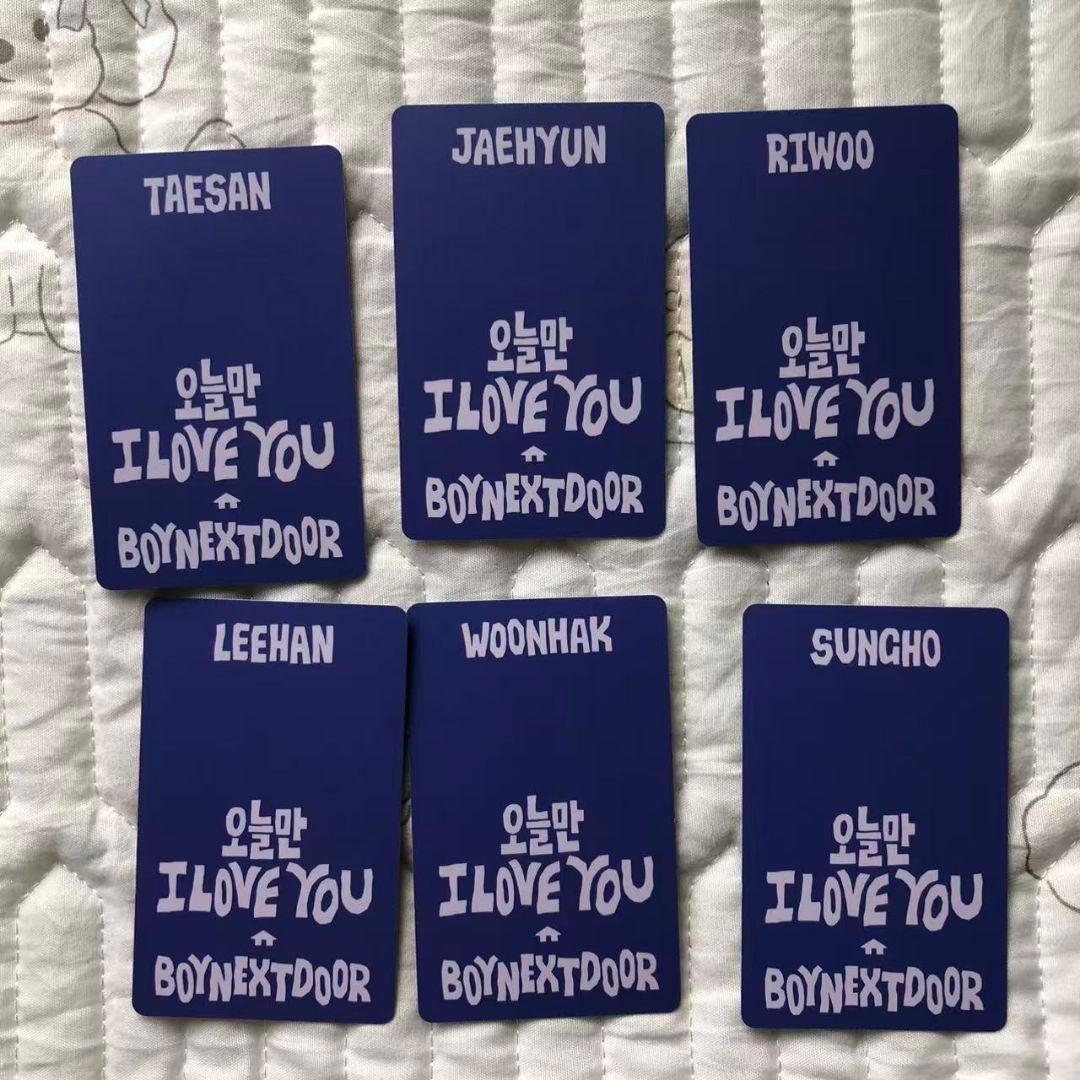 TAESAN
오늘만
I LOVE YOU
BOYNEXTDOOR
JAEHYUN
오늘만
I LOVE YOU
BOYNEXTDOOR
RIWOO
오늘만
I LOVE YOU
BOYNEXTDOOR
LEEHAN
오늘만
I LOVE YOU
BOYNEXTDOOR
WOONHAK
오늘만
I LOVE YOU
BOYNEXTDOOR
SUNGHO
오늘만
I LOVE YOU
BOYNEXTDOOR